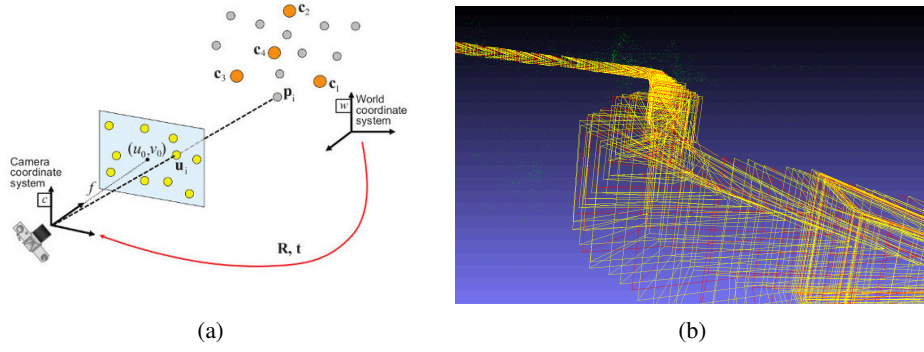 c₂
c₄
c₃
c₁
pᵢ
w
World
coordinate
system
(u₀,v₀)
uᵢ
Camera
coordinate
system
f
c
R, t
(a)
(b)